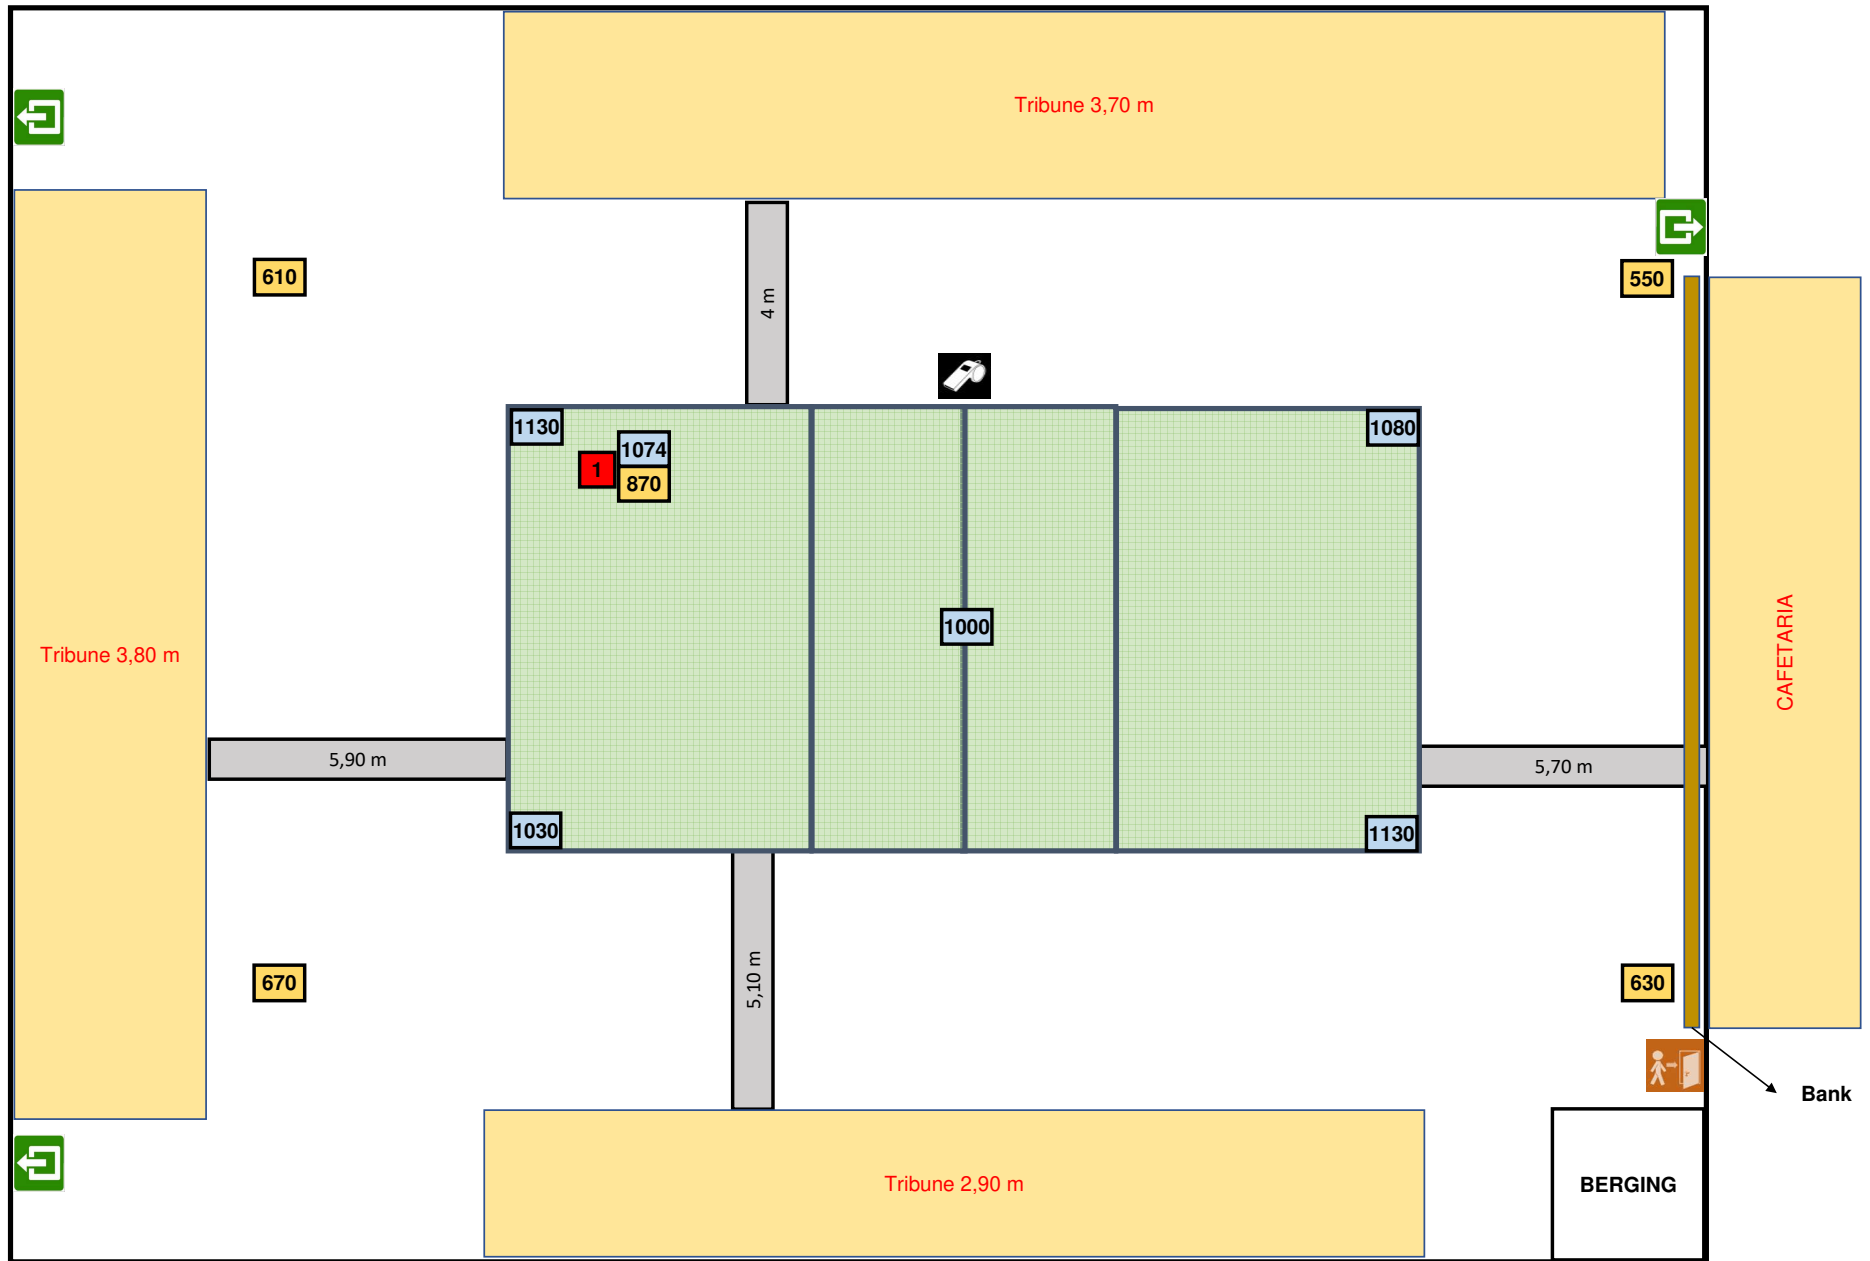 Tribune 3,70 m
610
550
4 m
1130
1074
1080
1
870
1000
CAFETARIA
Tribune 3,80 m
5,90 m
5,70 m
1030
1130
5,10 m
670
630
Bank
Tribune 2,90 m
BERGING